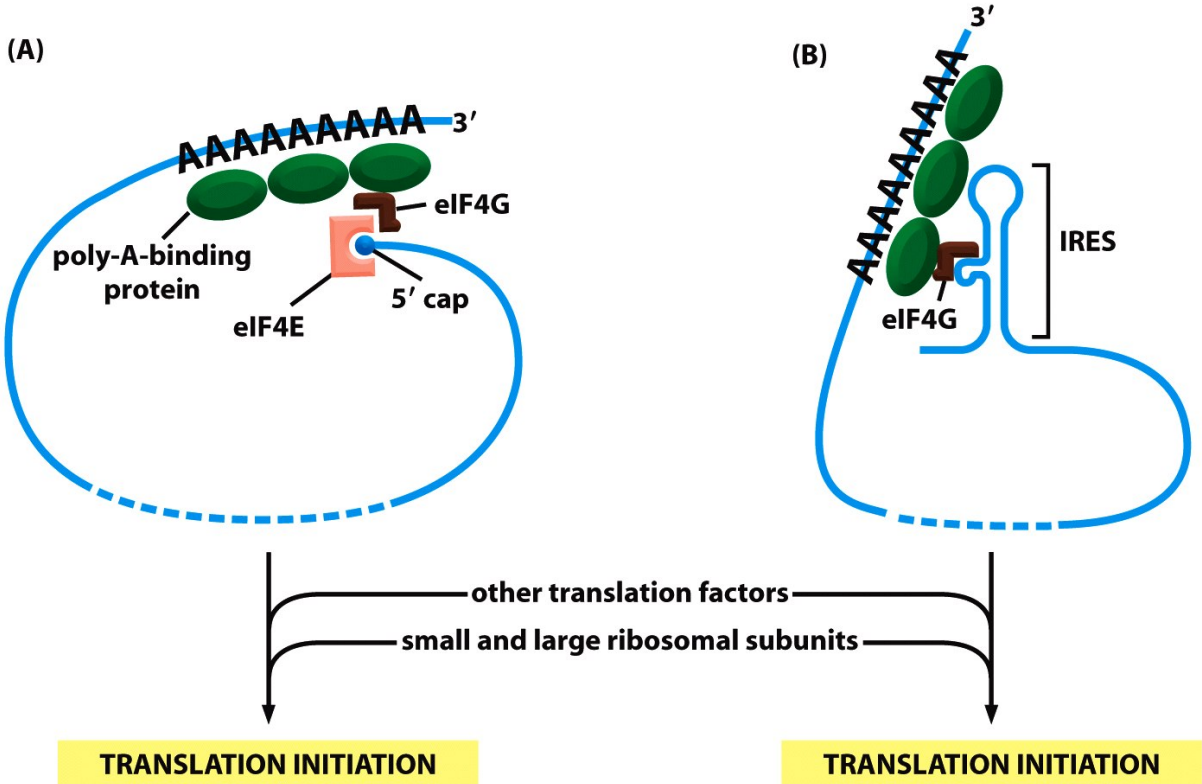 (A)
AAAAAAAAA
3′
eIF4G
poly-A-binding
protein
5′ cap
eIF4E
(B)
3′
AAAAAAAAA
IRES
eIF4G
other translation factors
small and large ribosomal subunits
TRANSLATION INITIATION
TRANSLATION INITIATION